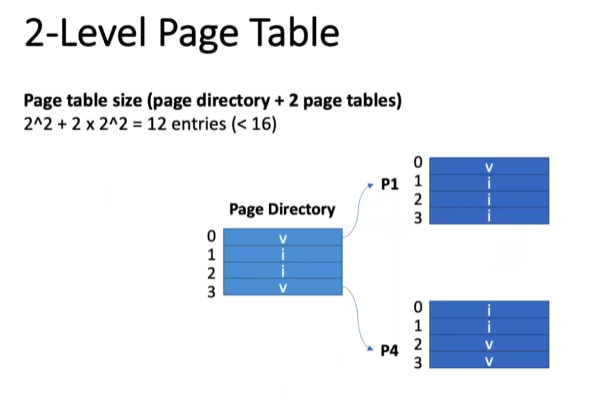 2-Level Page Table
Page table size (page directory + 2 page tables)
2^2 + 2 x 2^2 = 12 entries (< 16)
Page Directory
0 v
1 i
2 i
3 v
P1
0 v
1 i
2 i
3 i
P4
0 i
1 i
2 v
3 v